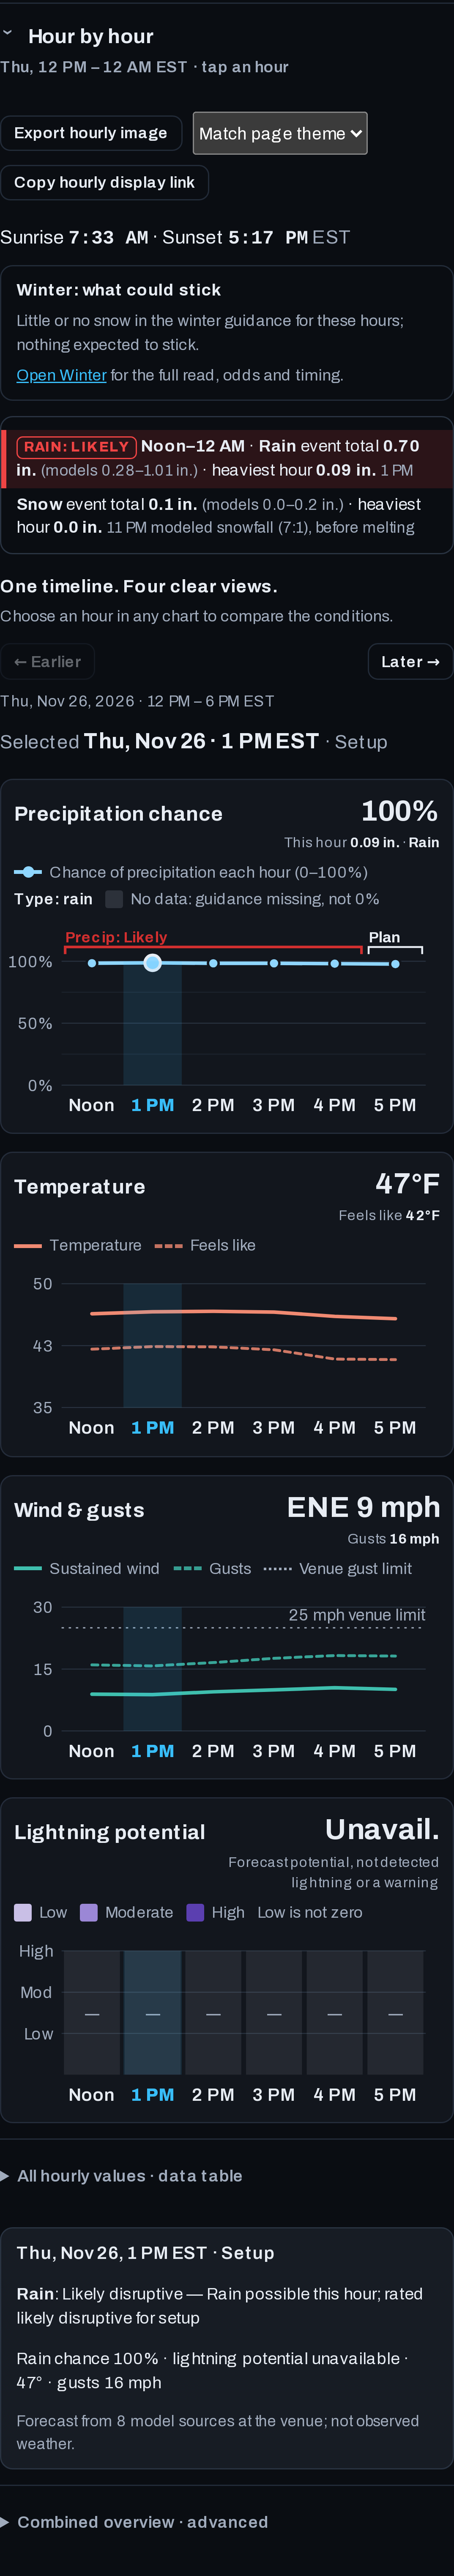 Hour by hour
Thu, 12 PM – 12 AM EST · tap an hour
Export hourly image
Match page theme
Copy hourly display link
Sunrise 7:33 AM · Sunset 5:17 PM EST
Winter: what could stick
Little or no snow in the winter guidance for these hours;
nothing expected to stick.
Open Winter for the full read, odds and timing.
RAIN: LIKELY Noon–12 AM · Rain event total 0.70
in. (models 0.28–1.01 in.) · heaviest hour 0.09 in. 1 PM
Snow event total 0.1 in. (models 0.0–0.2 in.) · heaviest
hour 0.0 in. 11 PM modeled snowfall (7:1), before melting
One timeline. Four clear views.
Choose an hour in any chart to compare the conditions.
← Earlier
Later →
Thu, Nov 26, 2026 · 12 PM – 6 PM EST
Selected Thu, Nov 26 · 1 PM EST · Setup
Precipitation chance
100%
This hour 0.09 in. · Rain
Chance of precipitation each hour (0–100%)
Type: rain No data: guidance missing, not 0%
Precip: Likely
Plan
100%
50%
0%
Noon 1 PM 2 PM 3 PM 4 PM 5 PM
Temperature
47°F
Feels like 42°F
Temperature Feels like
50
43
35
Noon 1 PM 2 PM 3 PM 4 PM 5 PM
Wind & gusts
ENE 9 mph
Gusts 16 mph
Sustained wind Gusts Venue gust limit
30
25 mph venue limit
15
0
Noon 1 PM 2 PM 3 PM 4 PM 5 PM
Lightning potential
Unavail.
Forecast potential, not detected
lightning or a warning
Low Moderate High Low is not zero
High
Mod
— — — — — —
Low
Noon 1 PM 2 PM 3 PM 4 PM 5 PM
All hourly values · data table
Thu, Nov 26, 1 PM EST · Setup
Rain: Likely disruptive — Rain possible this hour; rated
likely disruptive for setup
Rain chance 100% · lightning potential unavailable ·
47° · gusts 16 mph
Forecast from 8 model sources at the venue; not observed
weather.
Combined overview · advanced